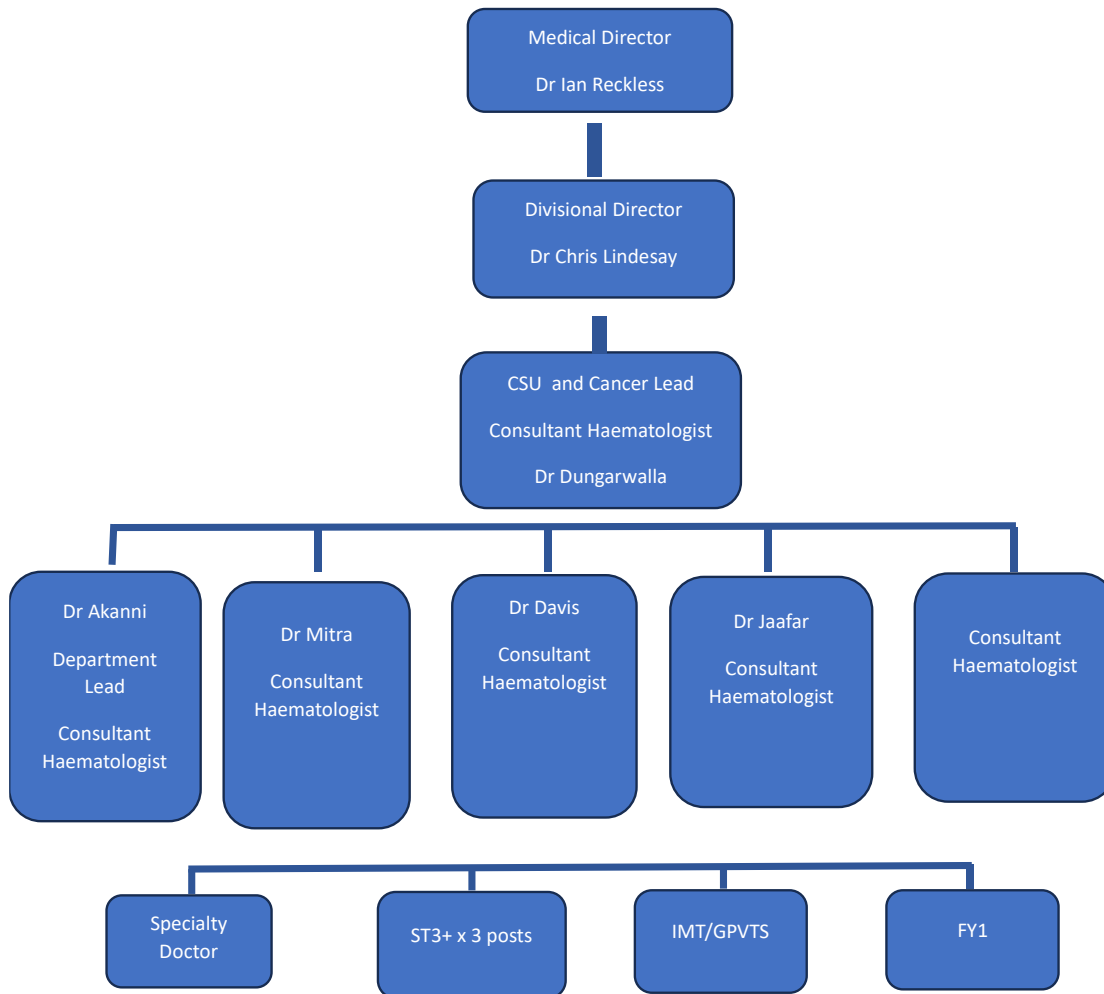 Medical Director
Dr Ian Reckless
Divisional Director
Dr Chris Lindesay
CSU  and Cancer Lead
Consultant Haematologist
Dr Dungarwalla
Dr Akanni
Department
Lead
Consultant
Haematologist
Dr Mitra
Consultant
Haematologist
Dr Davis
Consultant
Haematologist
Dr Jaafar
Consultant
Haematologist
Consultant
Haematologist
Specialty
Doctor
ST3+ x 3 posts
IMT/GPVTS
FY1